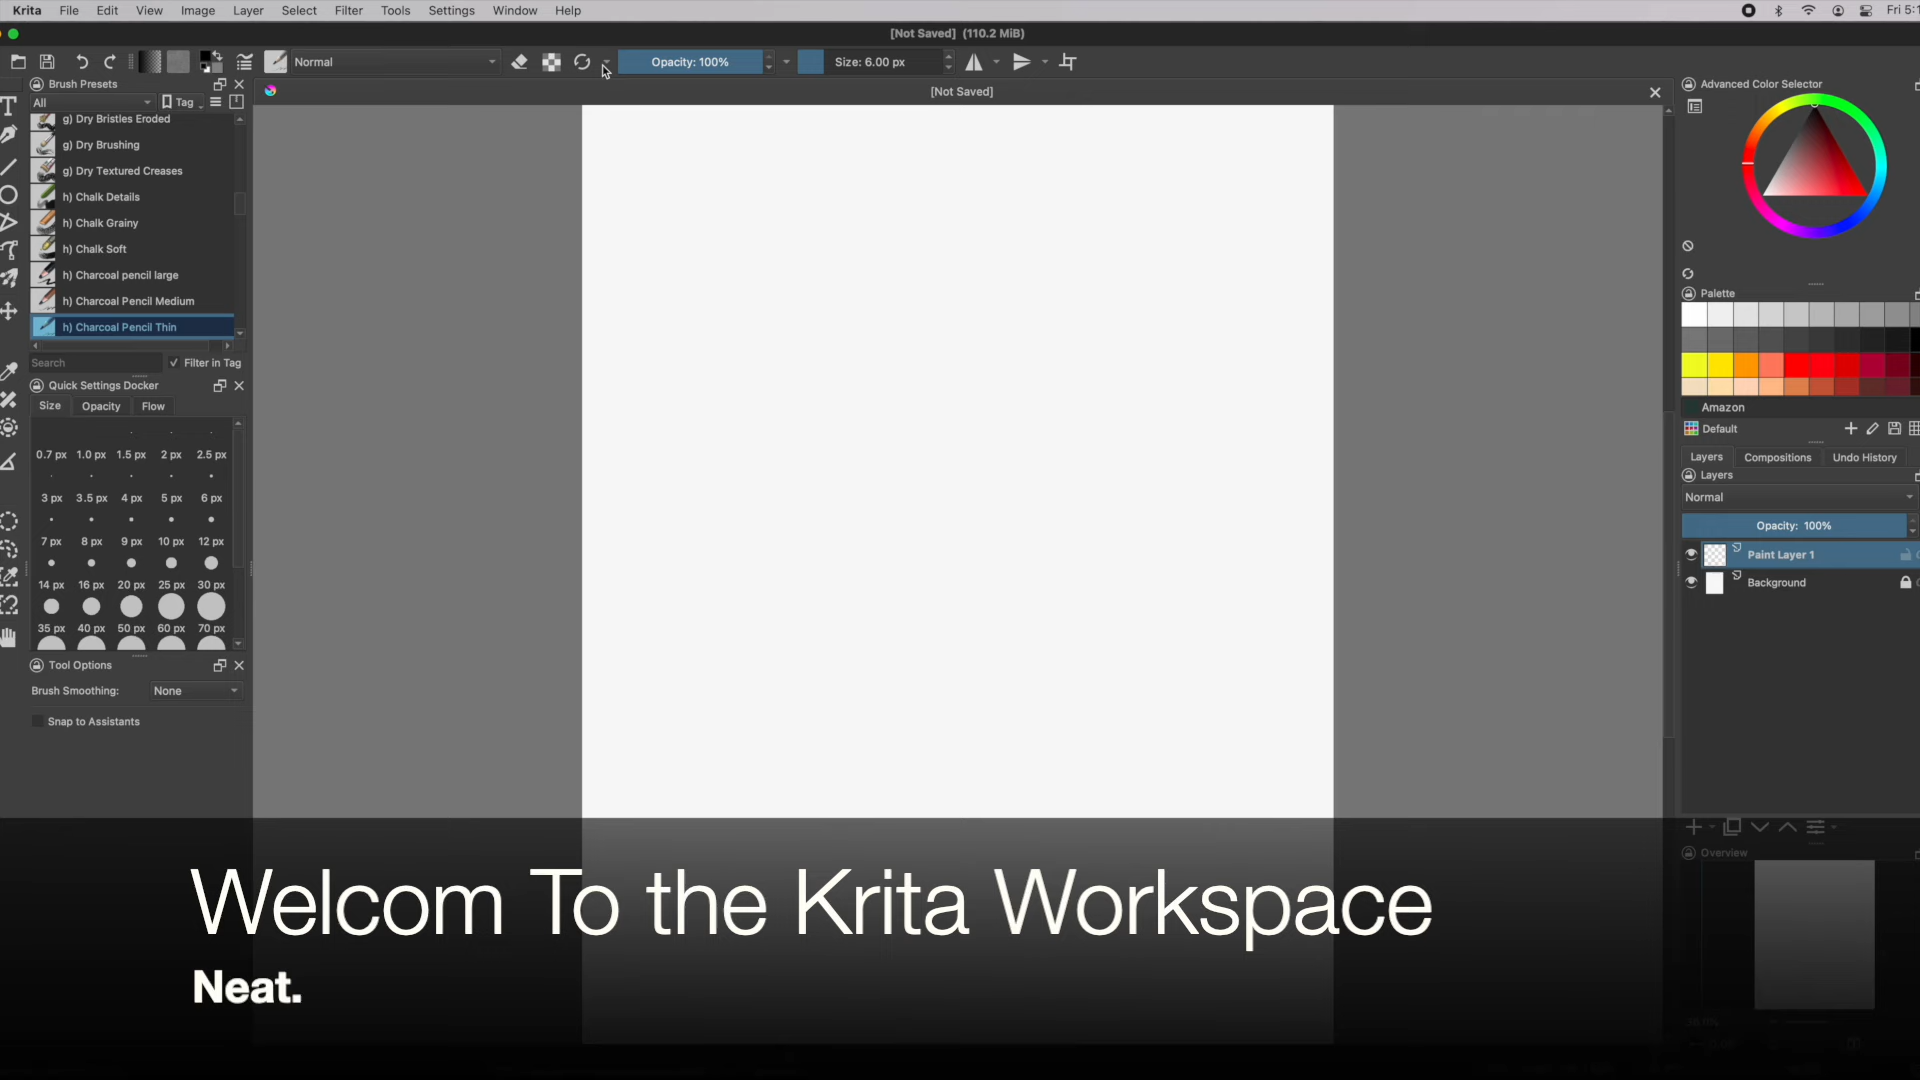 Krita File Edit View Image Layer Select Filter Tools Settings Window Help
[Not Saved] (110.2 MiB)
Normal
Opacity: 100%
Size: 6.00 px
Brush Presets
All
Tag
g) Dry Bristles Eroded
g) Dry Brushing
g) Dry Textured Creases
h) Chalk Details
h) Chalk Grainy
h) Chalk Soft
h) Charcoal pencil large
h) Charcoal Pencil Medium
h) Charcoal Pencil Thin
Search
Filter in Tag
Quick Settings Docker
Size Opacity Flow
0.7 px 1.0 px 1.5 px 2 px 2.5 px
3 px 3.5 px 4 px 5 px 6 px
7 px 8 px 9 px 10 px 12 px
14 px 16 px 20 px 25 px 30 px
35 px 40 px 50 px 60 px 70 px
Tool Options
Brush Smoothing: None
Snap to Assistants
[Not Saved]
Advanced Color Selector
Palette
Amazon
Default
Layers Compositions Undo History
Layers
Normal
Opacity: 100%
Paint Layer 1
Background
Overview
Welcom To the Krita Workspace
Neat.